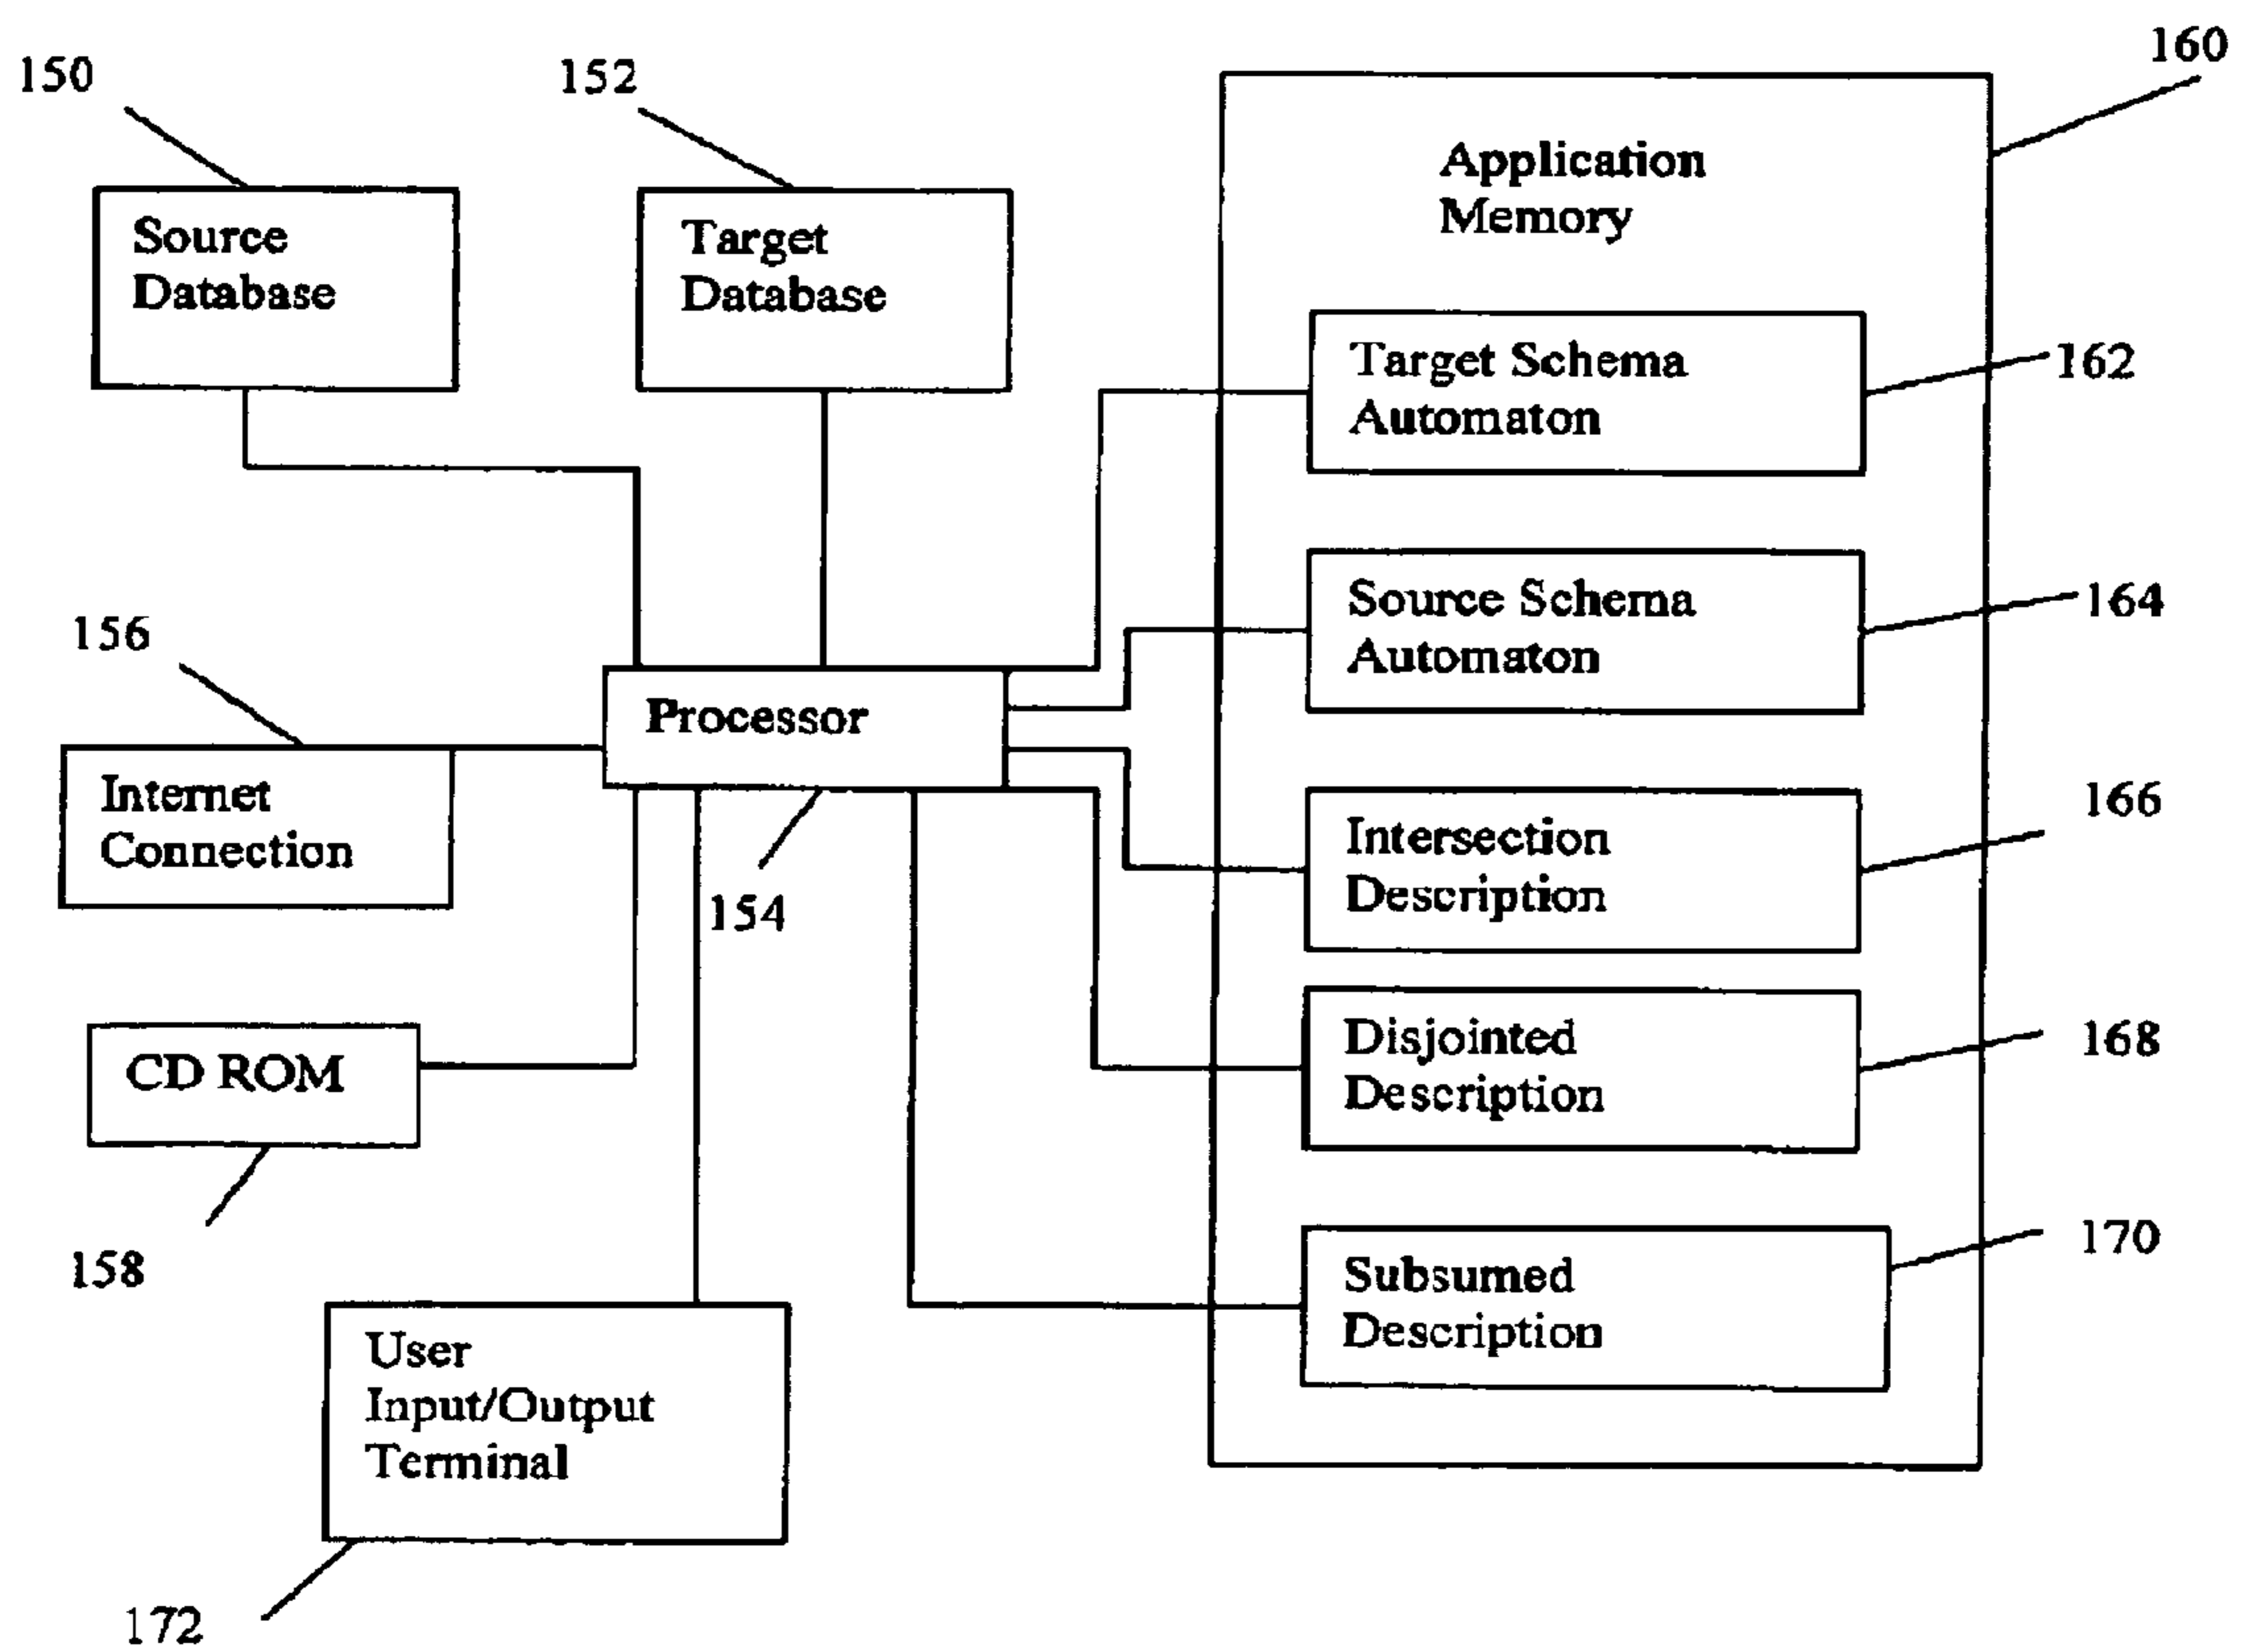 150
152
160
Source
Database
Target
Database
Application
Memory
Target Schema
Automaton
162
Source Schema
Automaton
164
156
Processor
Internet
Connection
154
Intersection
Description
166
CD ROM
158
Disjointed
Description
168
Subsumed
Description
170
User
Input/Output
Terminal
172